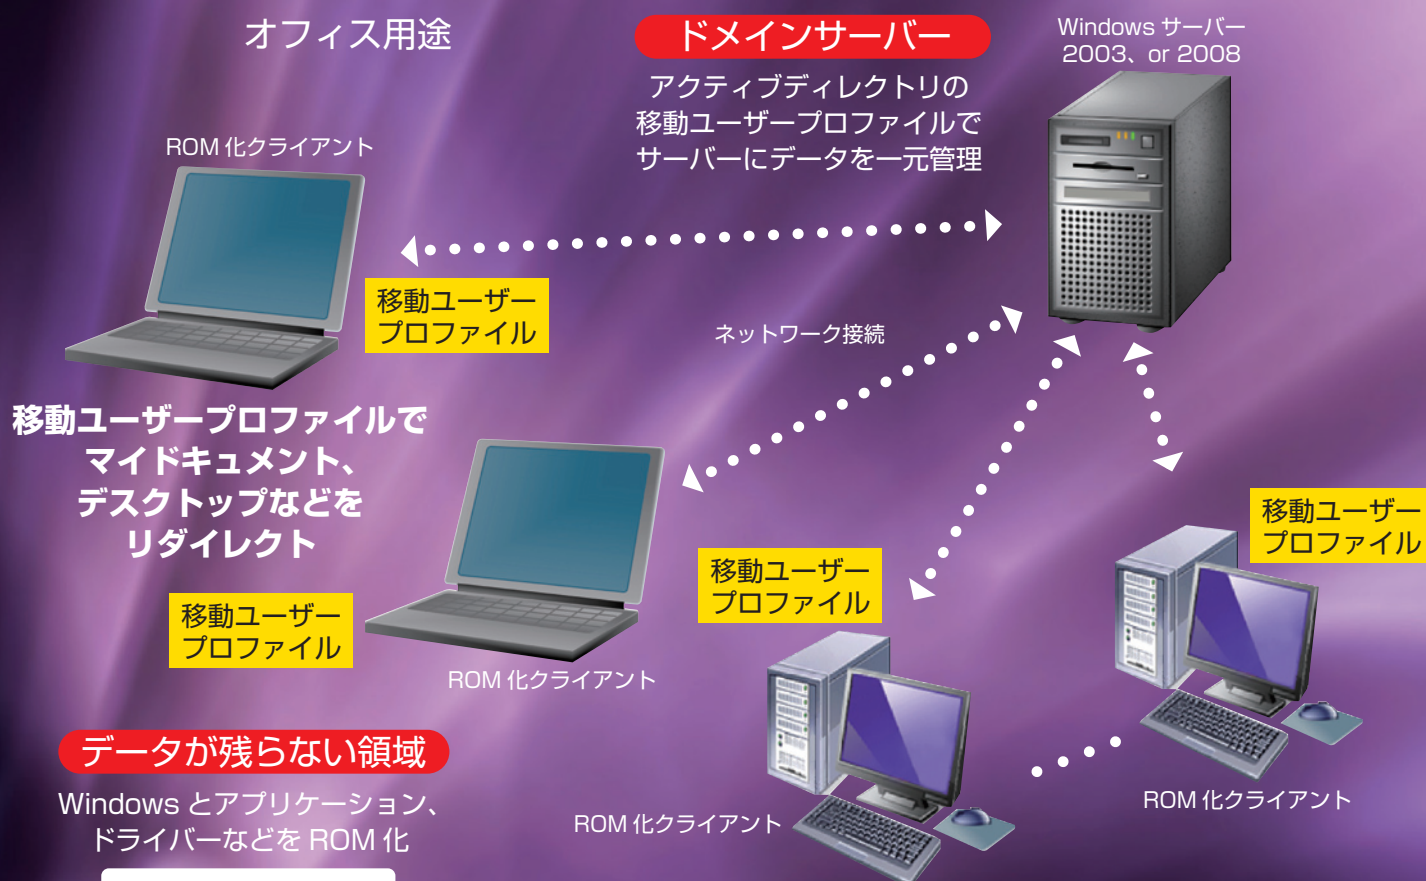 オフィス用途
ドメインサーバー
アクティブディレクトリの
移動ユーザープロファイルで
サーバーにデータを一元管理
Windows サーバー
2003、or 2008
ROM 化クライアント
移動ユーザー
プロファイル
ネットワーク接続
移動ユーザープロファイルで
マイドキュメント、
デスクトップなどを
リダイレクト
移動ユーザー
プロファイル
ROM 化クライアント
移動ユーザー
プロファイル
移動ユーザー
プロファイル
データが残らない領域
Windows とアプリケーション、
ドライバーなどを ROM 化
ROM 化クライアント
ROM 化クライアント